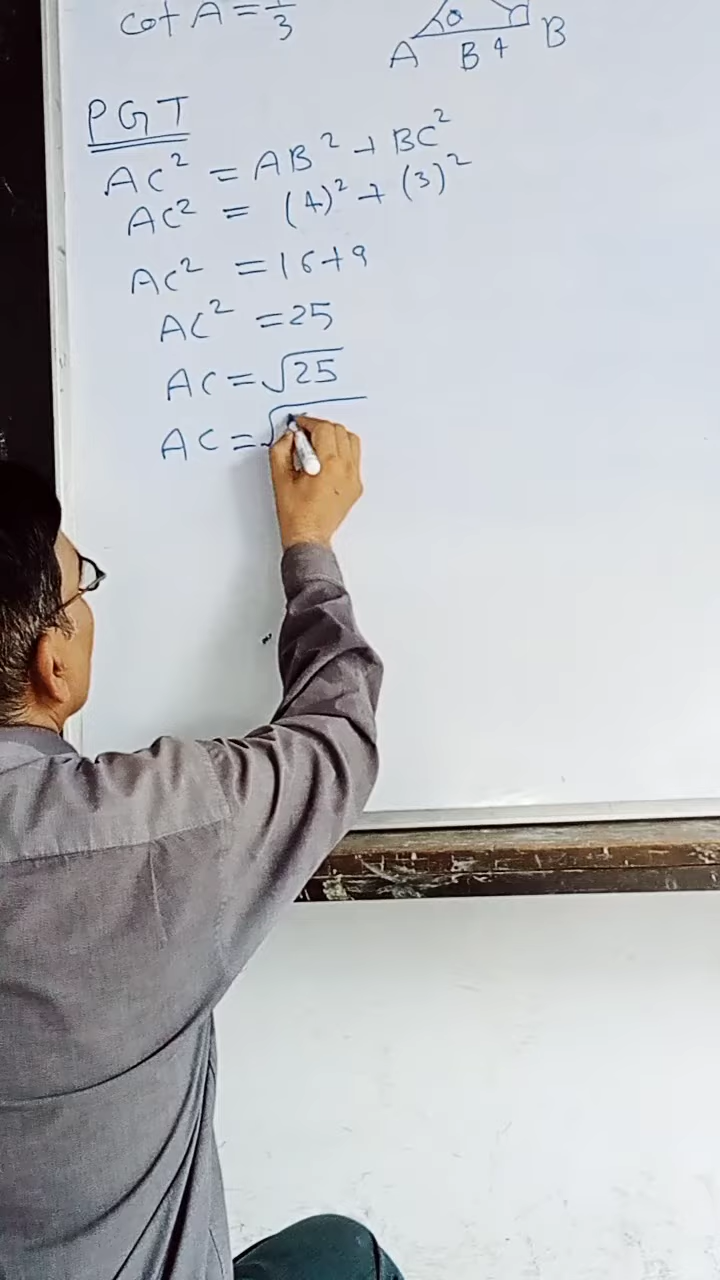 cot A = 4/3
A B 4 B
PGT
AC² = AB² + BC²
AC² = (4)² + (3)²
AC² = 16+9
AC² = 25
AC = √25
AC = √